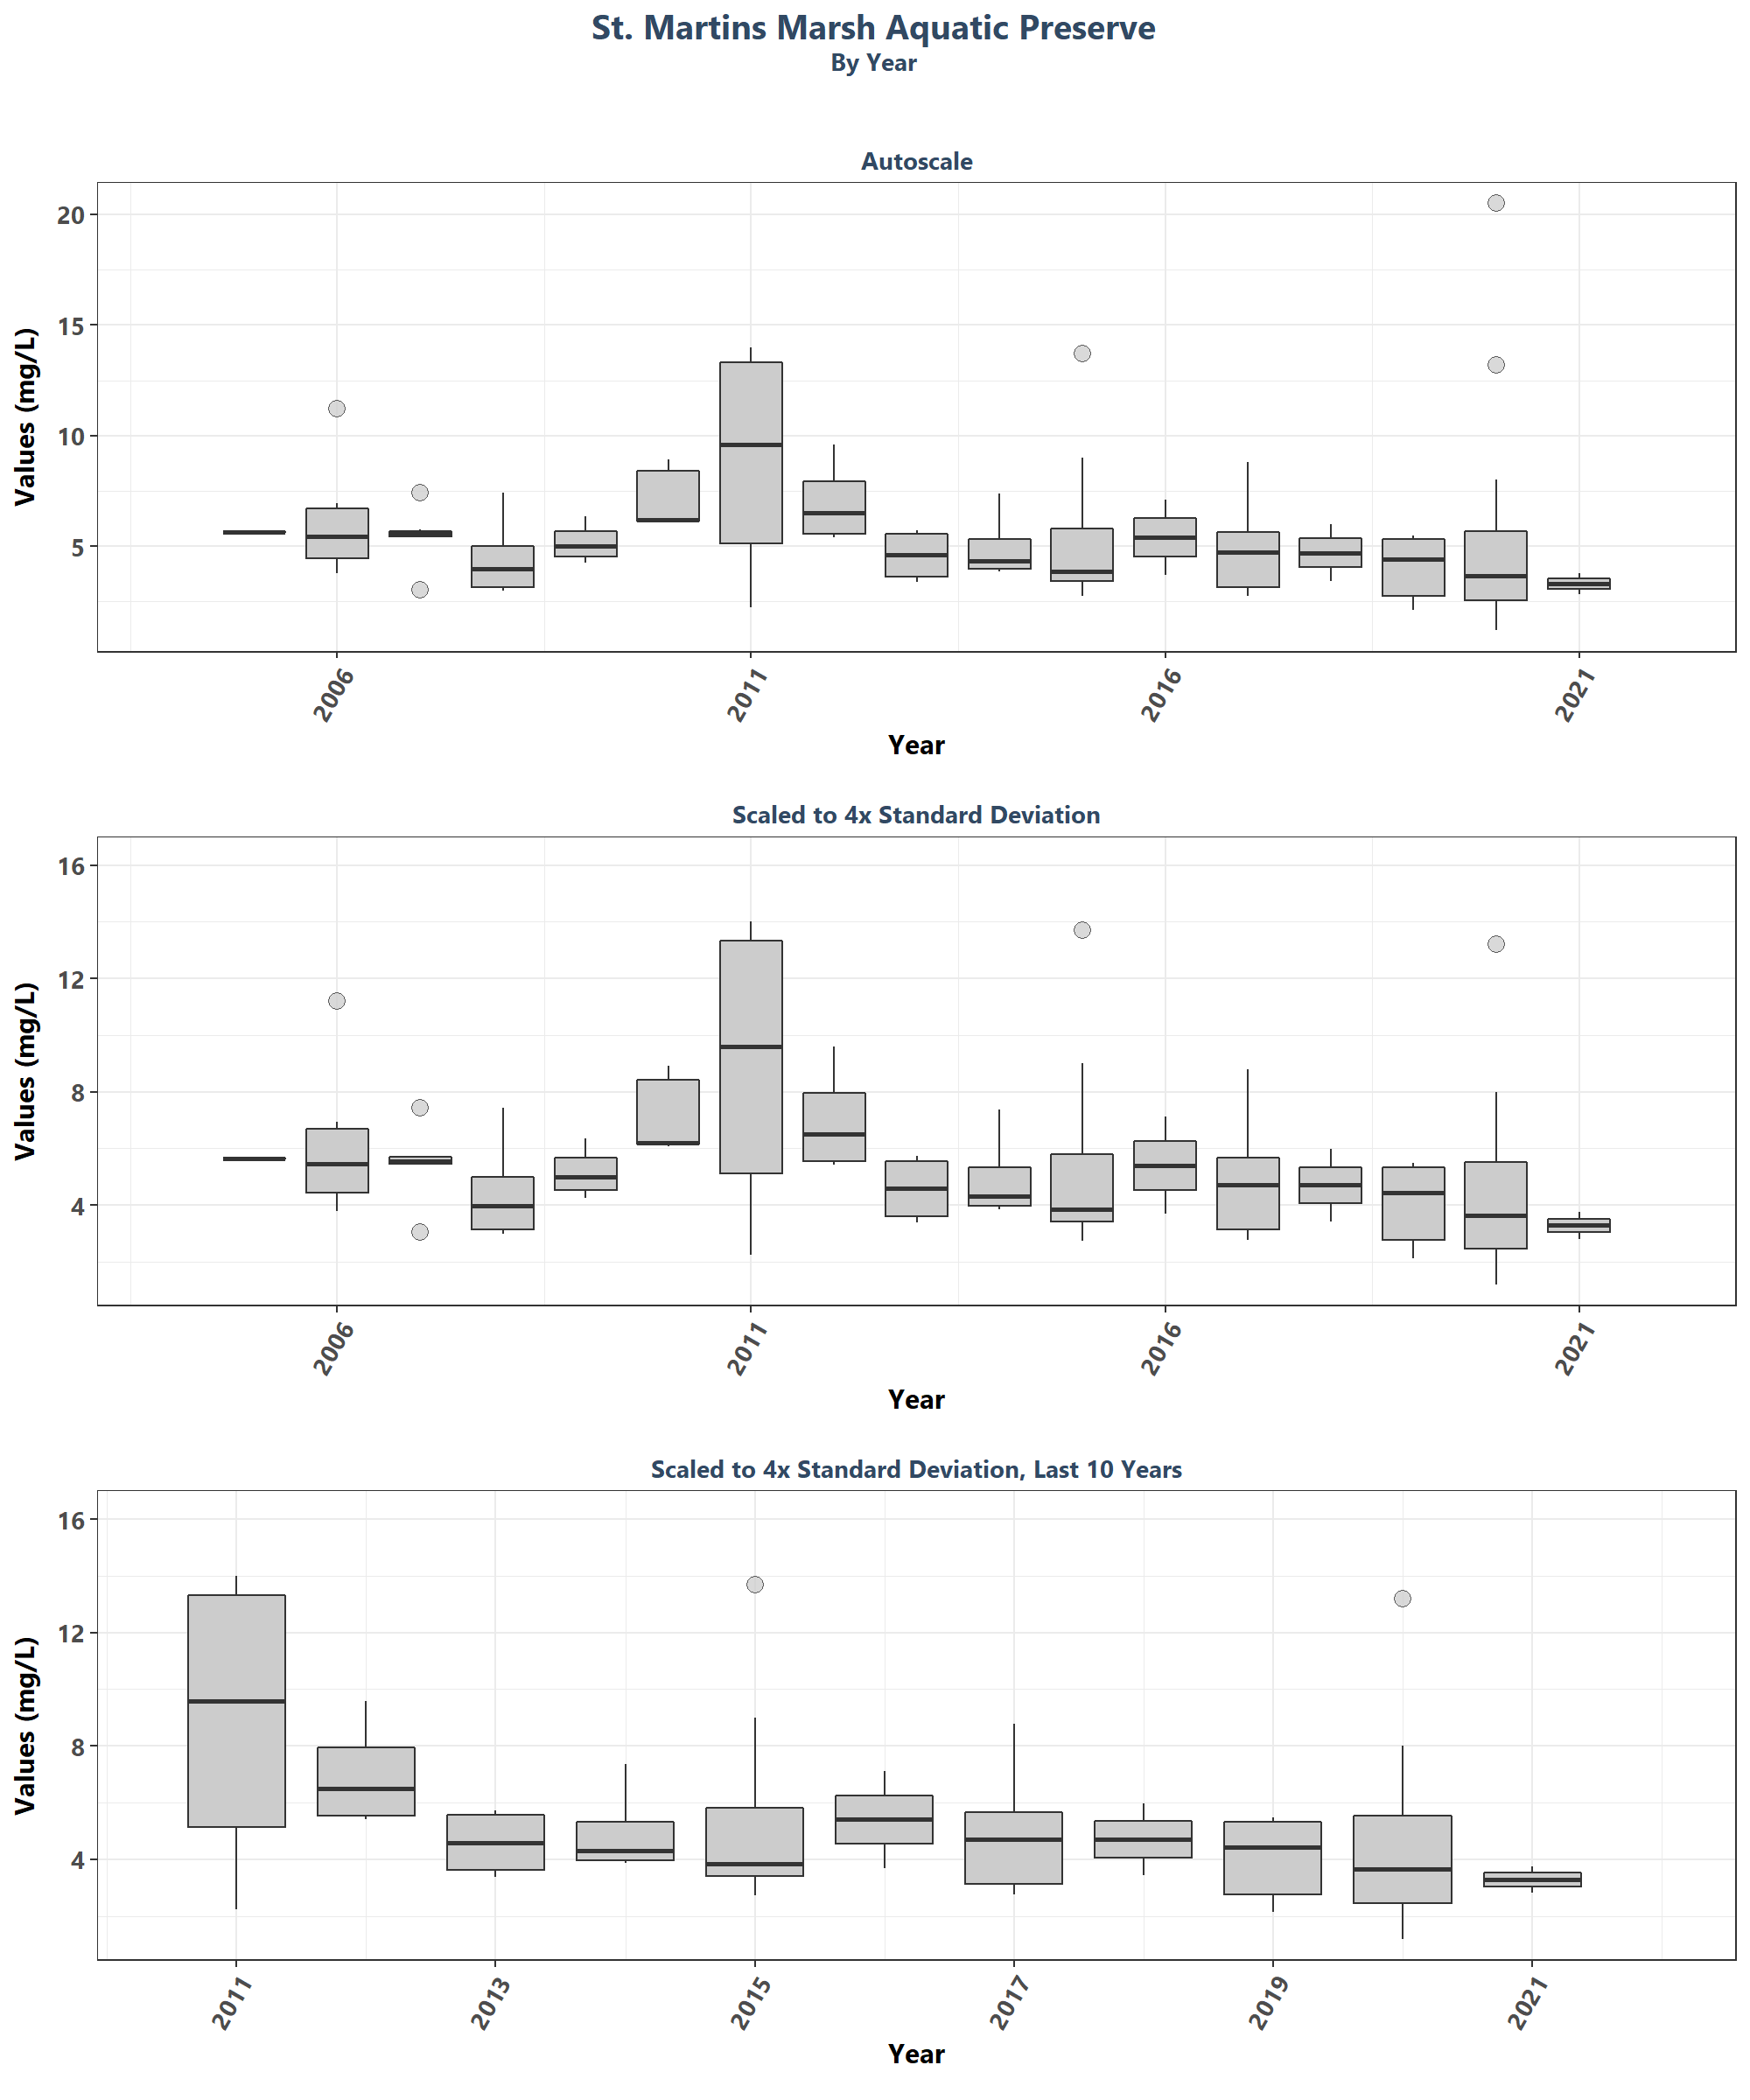 St. Martins Marsh Aquatic Preserve
By Year
Autoscale
Values (mg/L)
20
15
10
5
2006
2011
2016
2021
Year
Scaled to 4x Standard Deviation
Values (mg/L)
16
12
8
4
2006
2011
2016
2021
Year
Scaled to 4x Standard Deviation, Last 10 Years
Values (mg/L)
16
12
8
4
2011
2013
2015
2017
2019
2021
Year